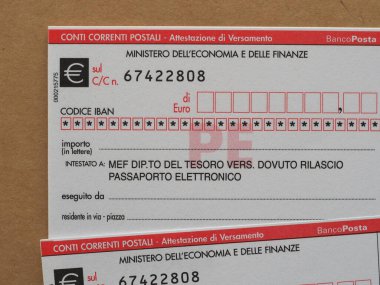 CONTI CORRENTI POSTALI - Attestazione di Versamento BancoPosta
MINISTERO DELL'ECONOMIA E DELLE FINANZE
€ sul
C/C n. 67422808
di
Euro ,
000215775
CODICE IBAN
* * * * * * * * * * * * * * * * * * * * * * * * * * *
importo
(in lettere)
PE
INTESTATO A: MEF DIP.TO DEL TESORO VERS. DOVUTO RILASCIO
PASSAPORTO ELETTRONICO
eseguito da
residente in via - piazza
CONTI CORRENTI POSTALI - Attestazione di Versamento BancoPosta
MINISTERO DELL'ECONOMIA E DELLE FINANZE
€ sul
C/C n. 67422808